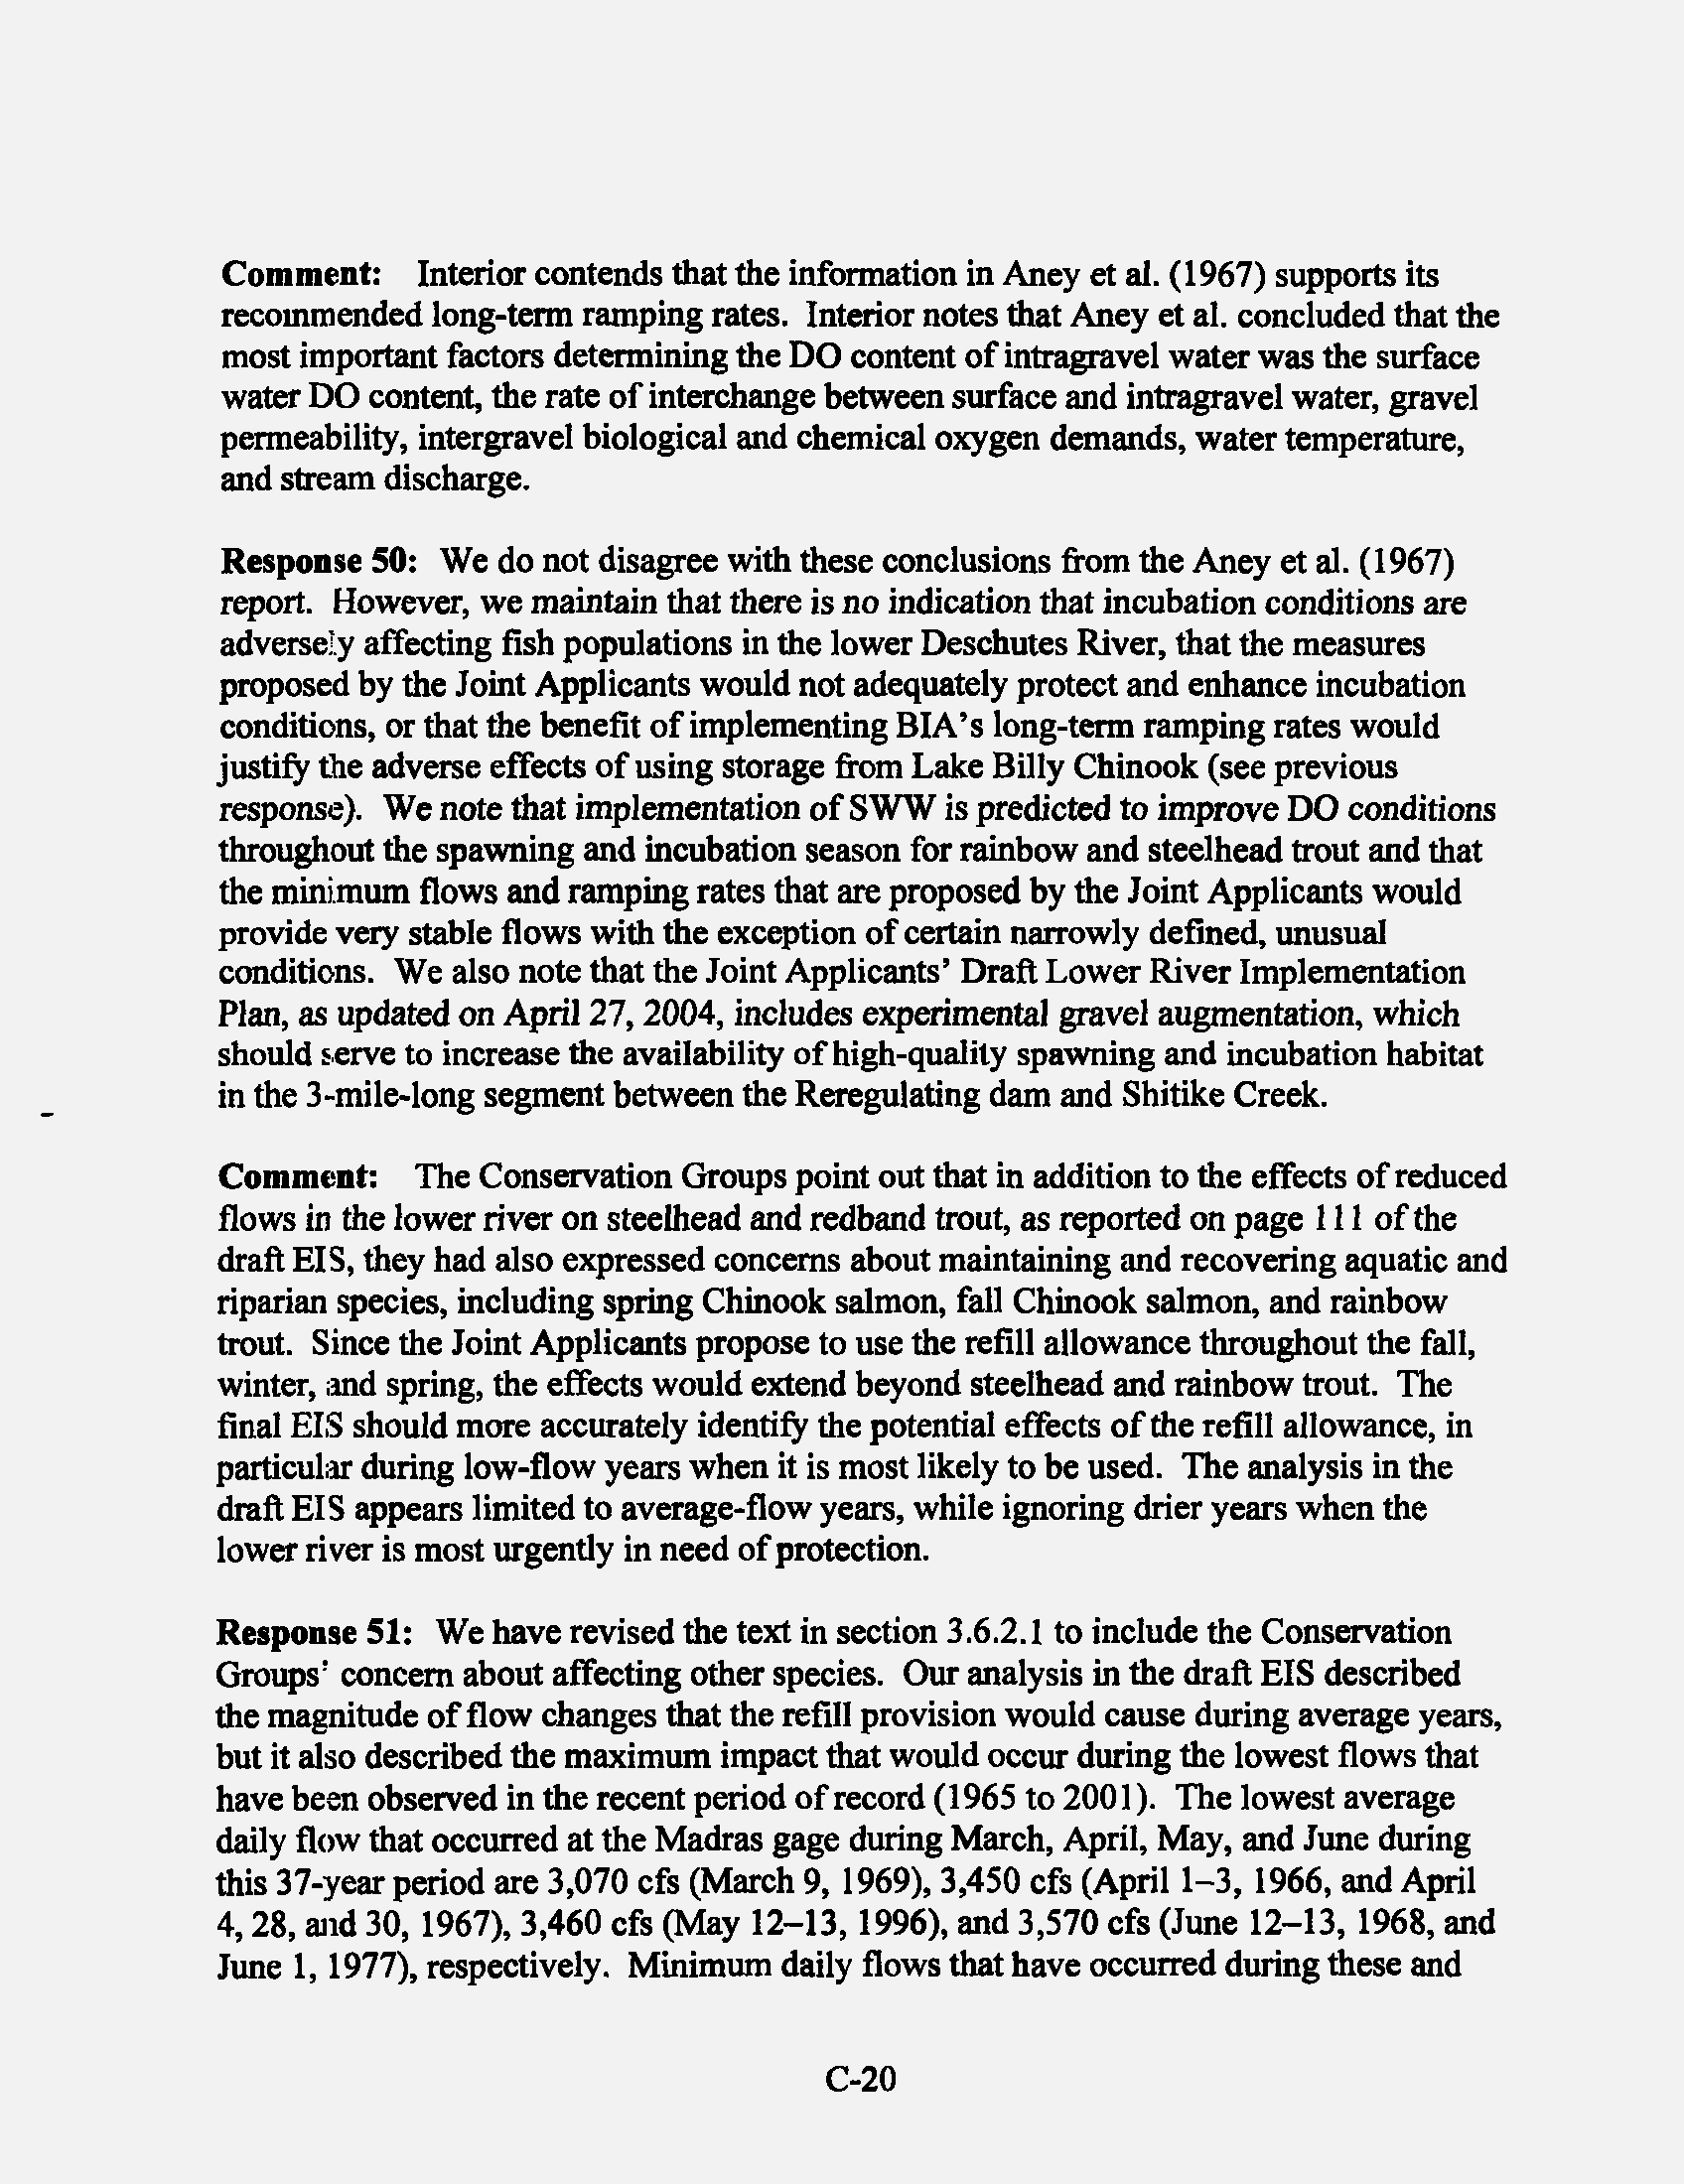 Comment: Interior contends that the information in Aney et al. (1967) supports its
recommended long-term ramping rates. Interior notes that Aney et al. concluded that the
most important factors determining the DO content of intragravel water was the surface
water DO content, the rate of interchange between surface and intragravel water, gravel
permeability, intergravel biological and chemical oxygen demands, water temperature,
and stream discharge.
Response 50: We do not disagree with these conclusions from the Aney et al. (1967)
report. However, we maintain that there is no indication that incubation conditions are
adversely affecting fish populations in the lower Deschutes River, that the measures
proposed by the Joint Applicants would not adequately protect and enhance incubation
conditions, or that the benefit of implementing BIA's long-term ramping rates would
justify the adverse effects of using storage from Lake Billy Chinook (see previous
response). We note that implementation of SWW is predicted to improve DO conditions
throughout the spawning and incubation season for rainbow and steelhead trout and that
the minimum flows and ramping rates that are proposed by the Joint Applicants would
provide very stable flows with the exception of certain narrowly defined, unusual
conditions. We also note that the Joint Applicants' Draft Lower River Implementation
Plan, as updated on April 27, 2004, includes experimental gravel augmentation, which
should serve to increase the availability of high-quality spawning and incubation habitat
in the 3-mile-long segment between the Reregulating dam and Shitike Creek.
Comment: The Conservation Groups point out that in addition to the effects of reduced
flows in the lower river on steelhead and redband trout, as reported on page 111 of the
draft EIS, they had also expressed concerns about maintaining and recovering aquatic and
riparian species, including spring Chinook salmon, fall Chinook salmon, and rainbow
trout. Since the Joint Applicants propose to use the refill allowance throughout the fall,
winter, and spring, the effects would extend beyond steelhead and rainbow trout. The
final EIS should more accurately identify the potential effects of the refill allowance, in
particular during low-flow years when it is most likely to be used. The analysis in the
draft EIS appears limited to average-flow years, while ignoring drier years when the
lower river is most urgently in need of protection.
Response 51: We have revised the text in section 3.6.2.1 to include the Conservation
Groups' concern about affecting other species. Our analysis in the draft EIS described
the magnitude of flow changes that the refill provision would cause during average years,
but it also described the maximum impact that would occur during the lowest flows that
have been observed in the recent period of record (1965 to 2001). The lowest average
daily flow that occurred at the Madras gage during March, April, May, and June during
this 37-year period are 3,070 cfs (March 9, 1969), 3,450 cfs (April 1–3, 1966, and April
4, 28, and 30, 1967), 3,460 cfs (May 12–13, 1996), and 3,570 cfs (June 12–13, 1968, and
June 1, 1977), respectively. Minimum daily flows that have occurred during these and
C-20